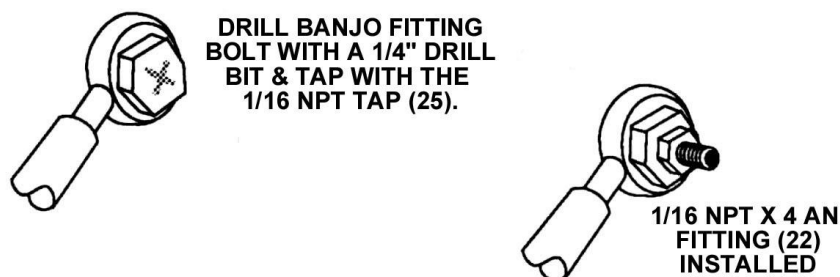 DRILL BANJO FITTING
BOLT WITH A 1/4" DRILL
BIT & TAP WITH THE
1/16 NPT TAP (25).
1/16 NPT X 4 AN
FITTING (22)
INSTALLED